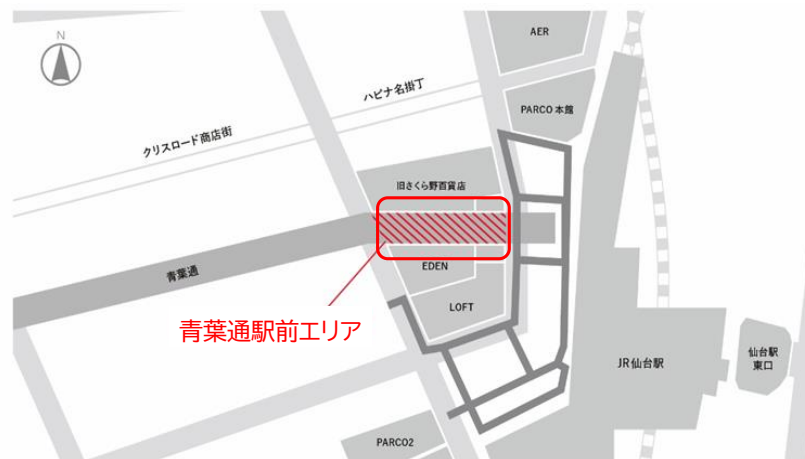 N
AER
ハピナ名掛丁
PARCO 本館
クリスロード商店街
旧さくら野百貨店
青葉通
EDEN
LOFT
青葉通駅前エリア
JR仙台駅
仙台駅
東口
PARCO2